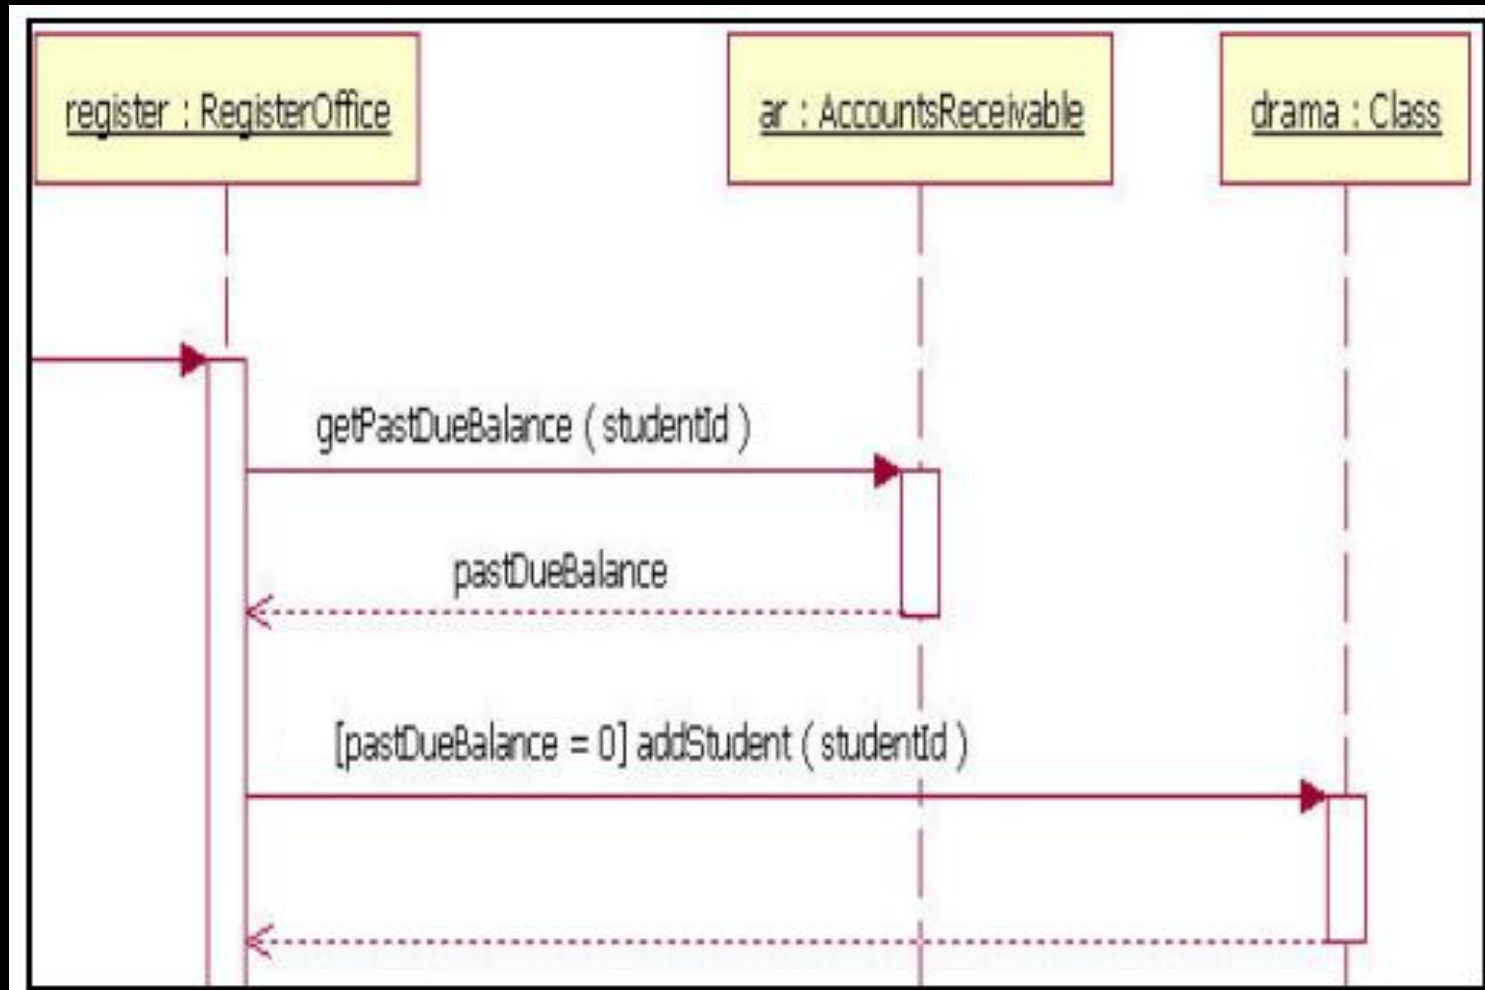 register : RegisterOffice
ar : AccountsReceivable
drama : Class
getPastDueBalance ( studentId )
pastDueBalance
[pastDueBalance = 0] addStudent ( studentId )